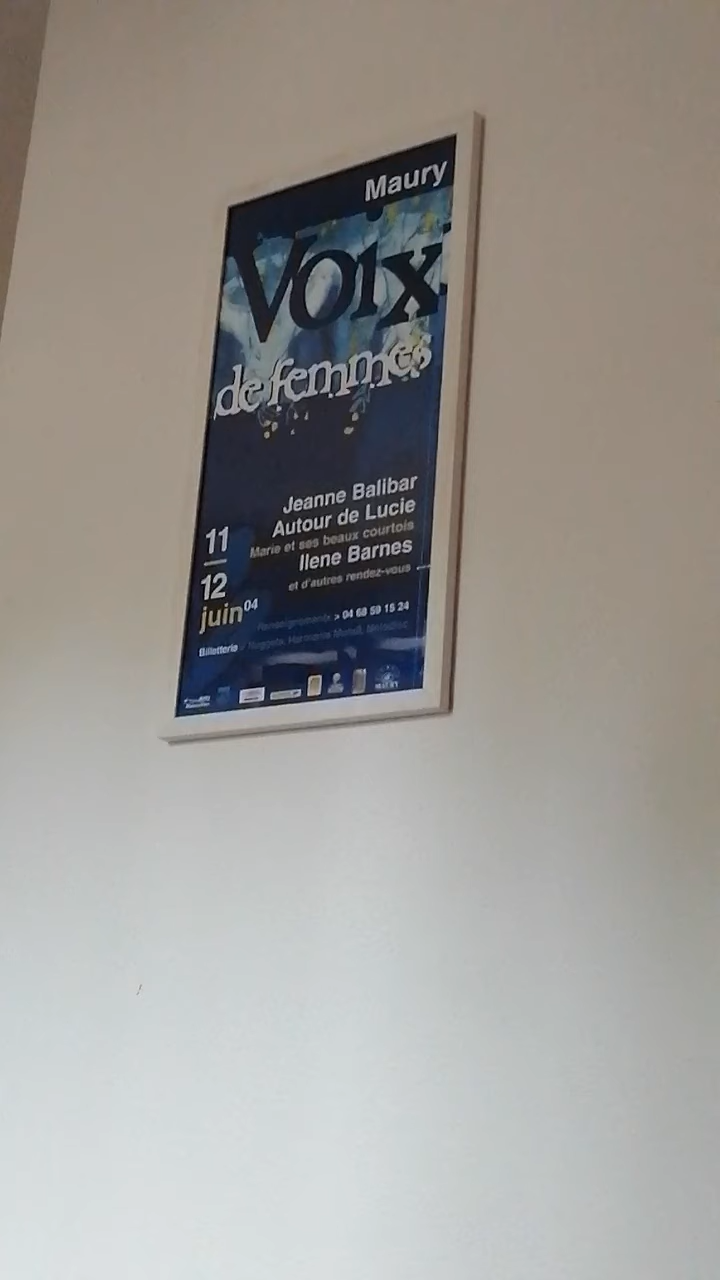 Maury
Voix
de femmes
Jeanne Balibar
Autour de Lucie
Marie et ses beaux courtois
Ilene Barnes
et d'autres rendez-vous
11
12
juin04
Renseignements > 04 68 59 15 24
Billetterie